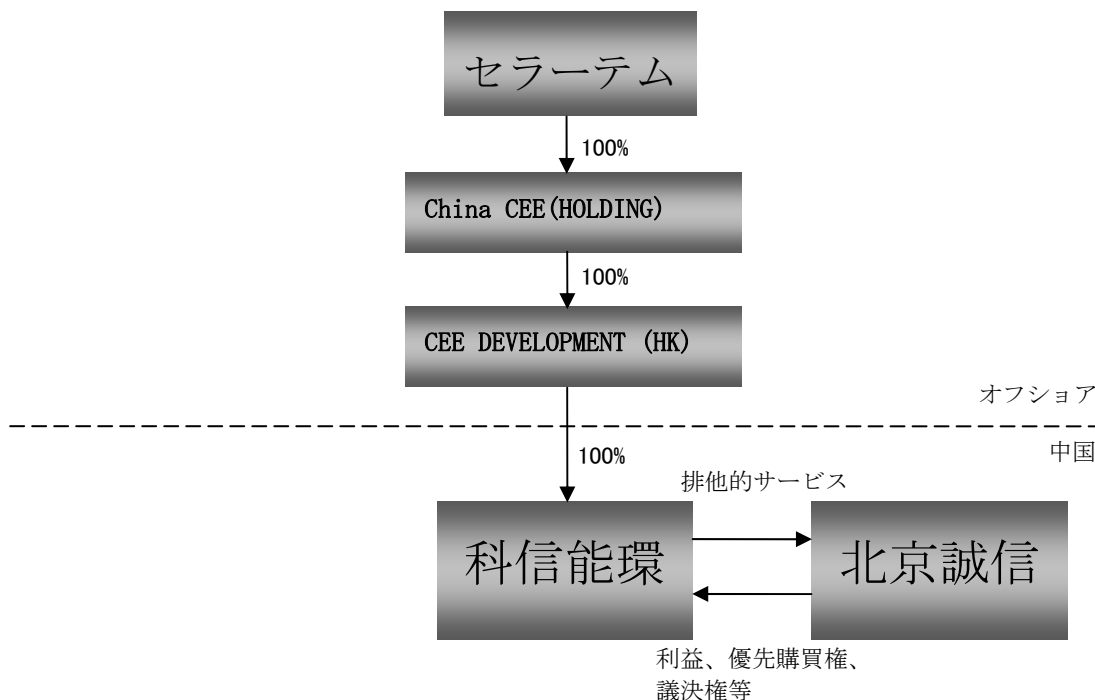 セラーテム
100%
China CEE(HOLDING)
100%
CEE DEVELOPMENT (HK)
オフショア
中国
100%
排他的サービス
科信能環
北京誠信
利益、優先購買権、
議決権等